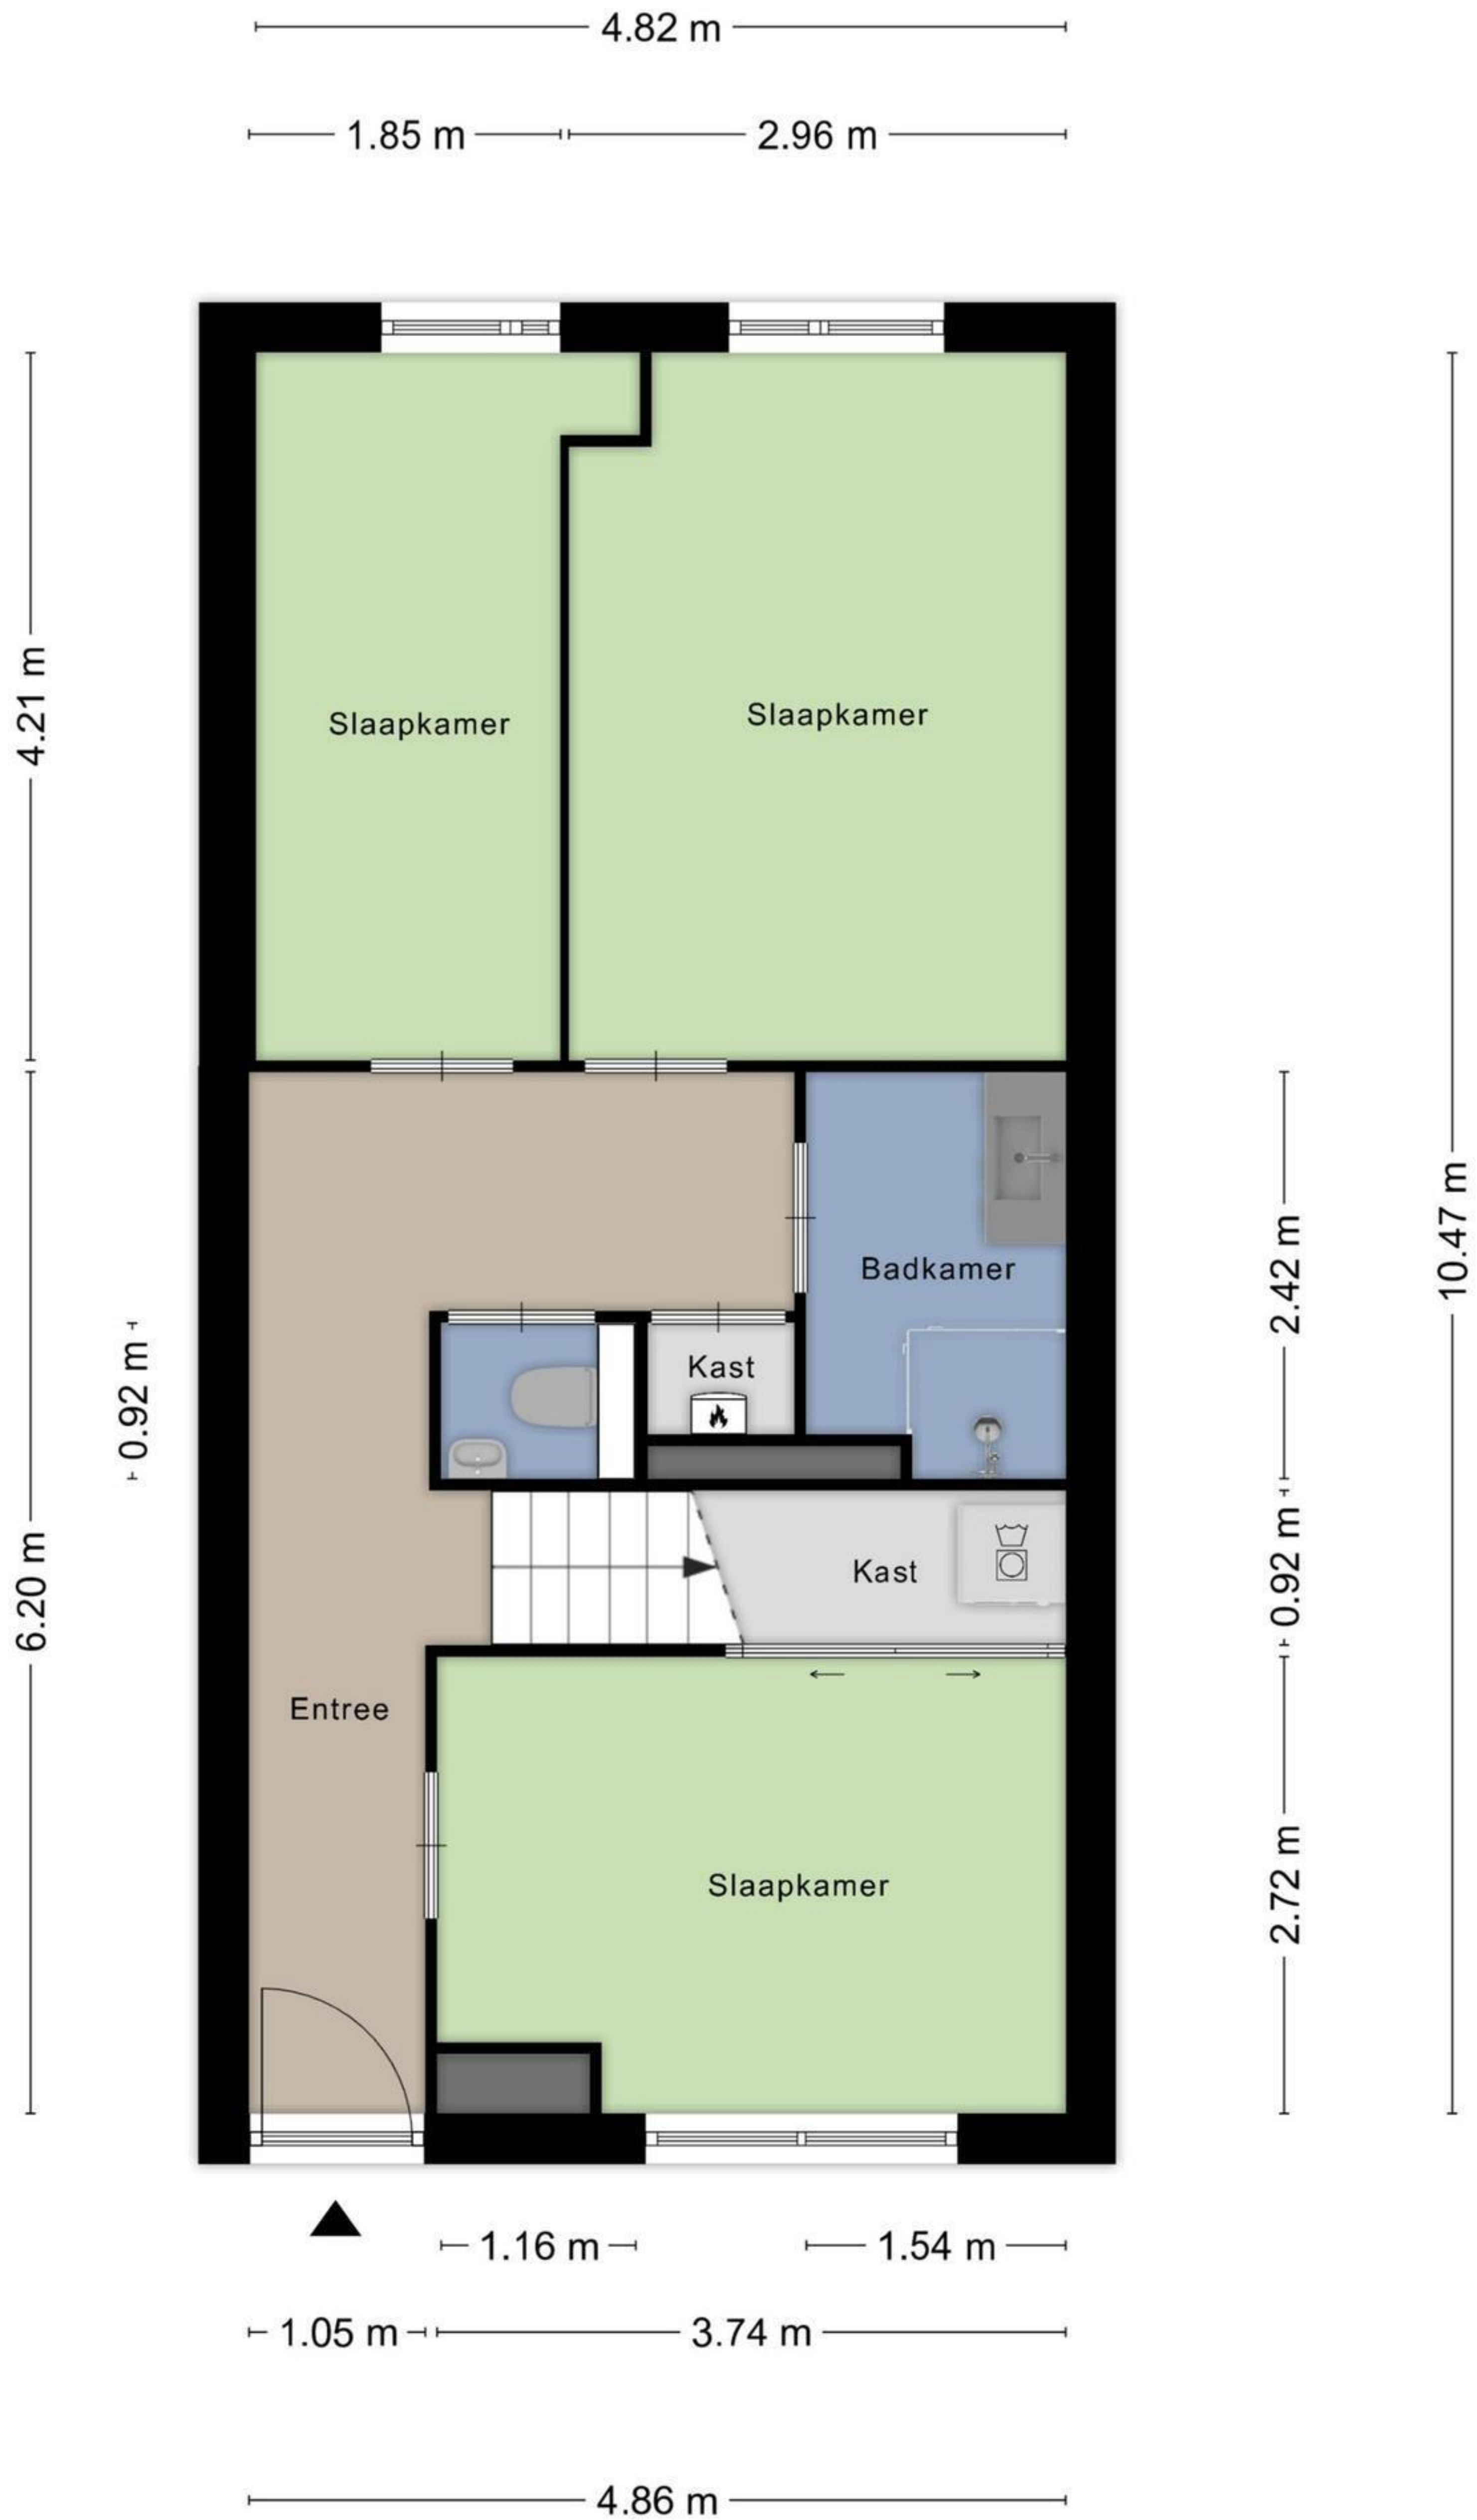 4.82 m
1.85 m
2.96 m
4.21 m
Slaapkamer
Slaapkamer
10.47 m
Badkamer
2.42 m
0.92 m
Kast
Kast
0.92 m
6.20 m
Entree
Slaapkamer
2.72 m
1.16 m
1.54 m
1.05 m
3.74 m
4.86 m